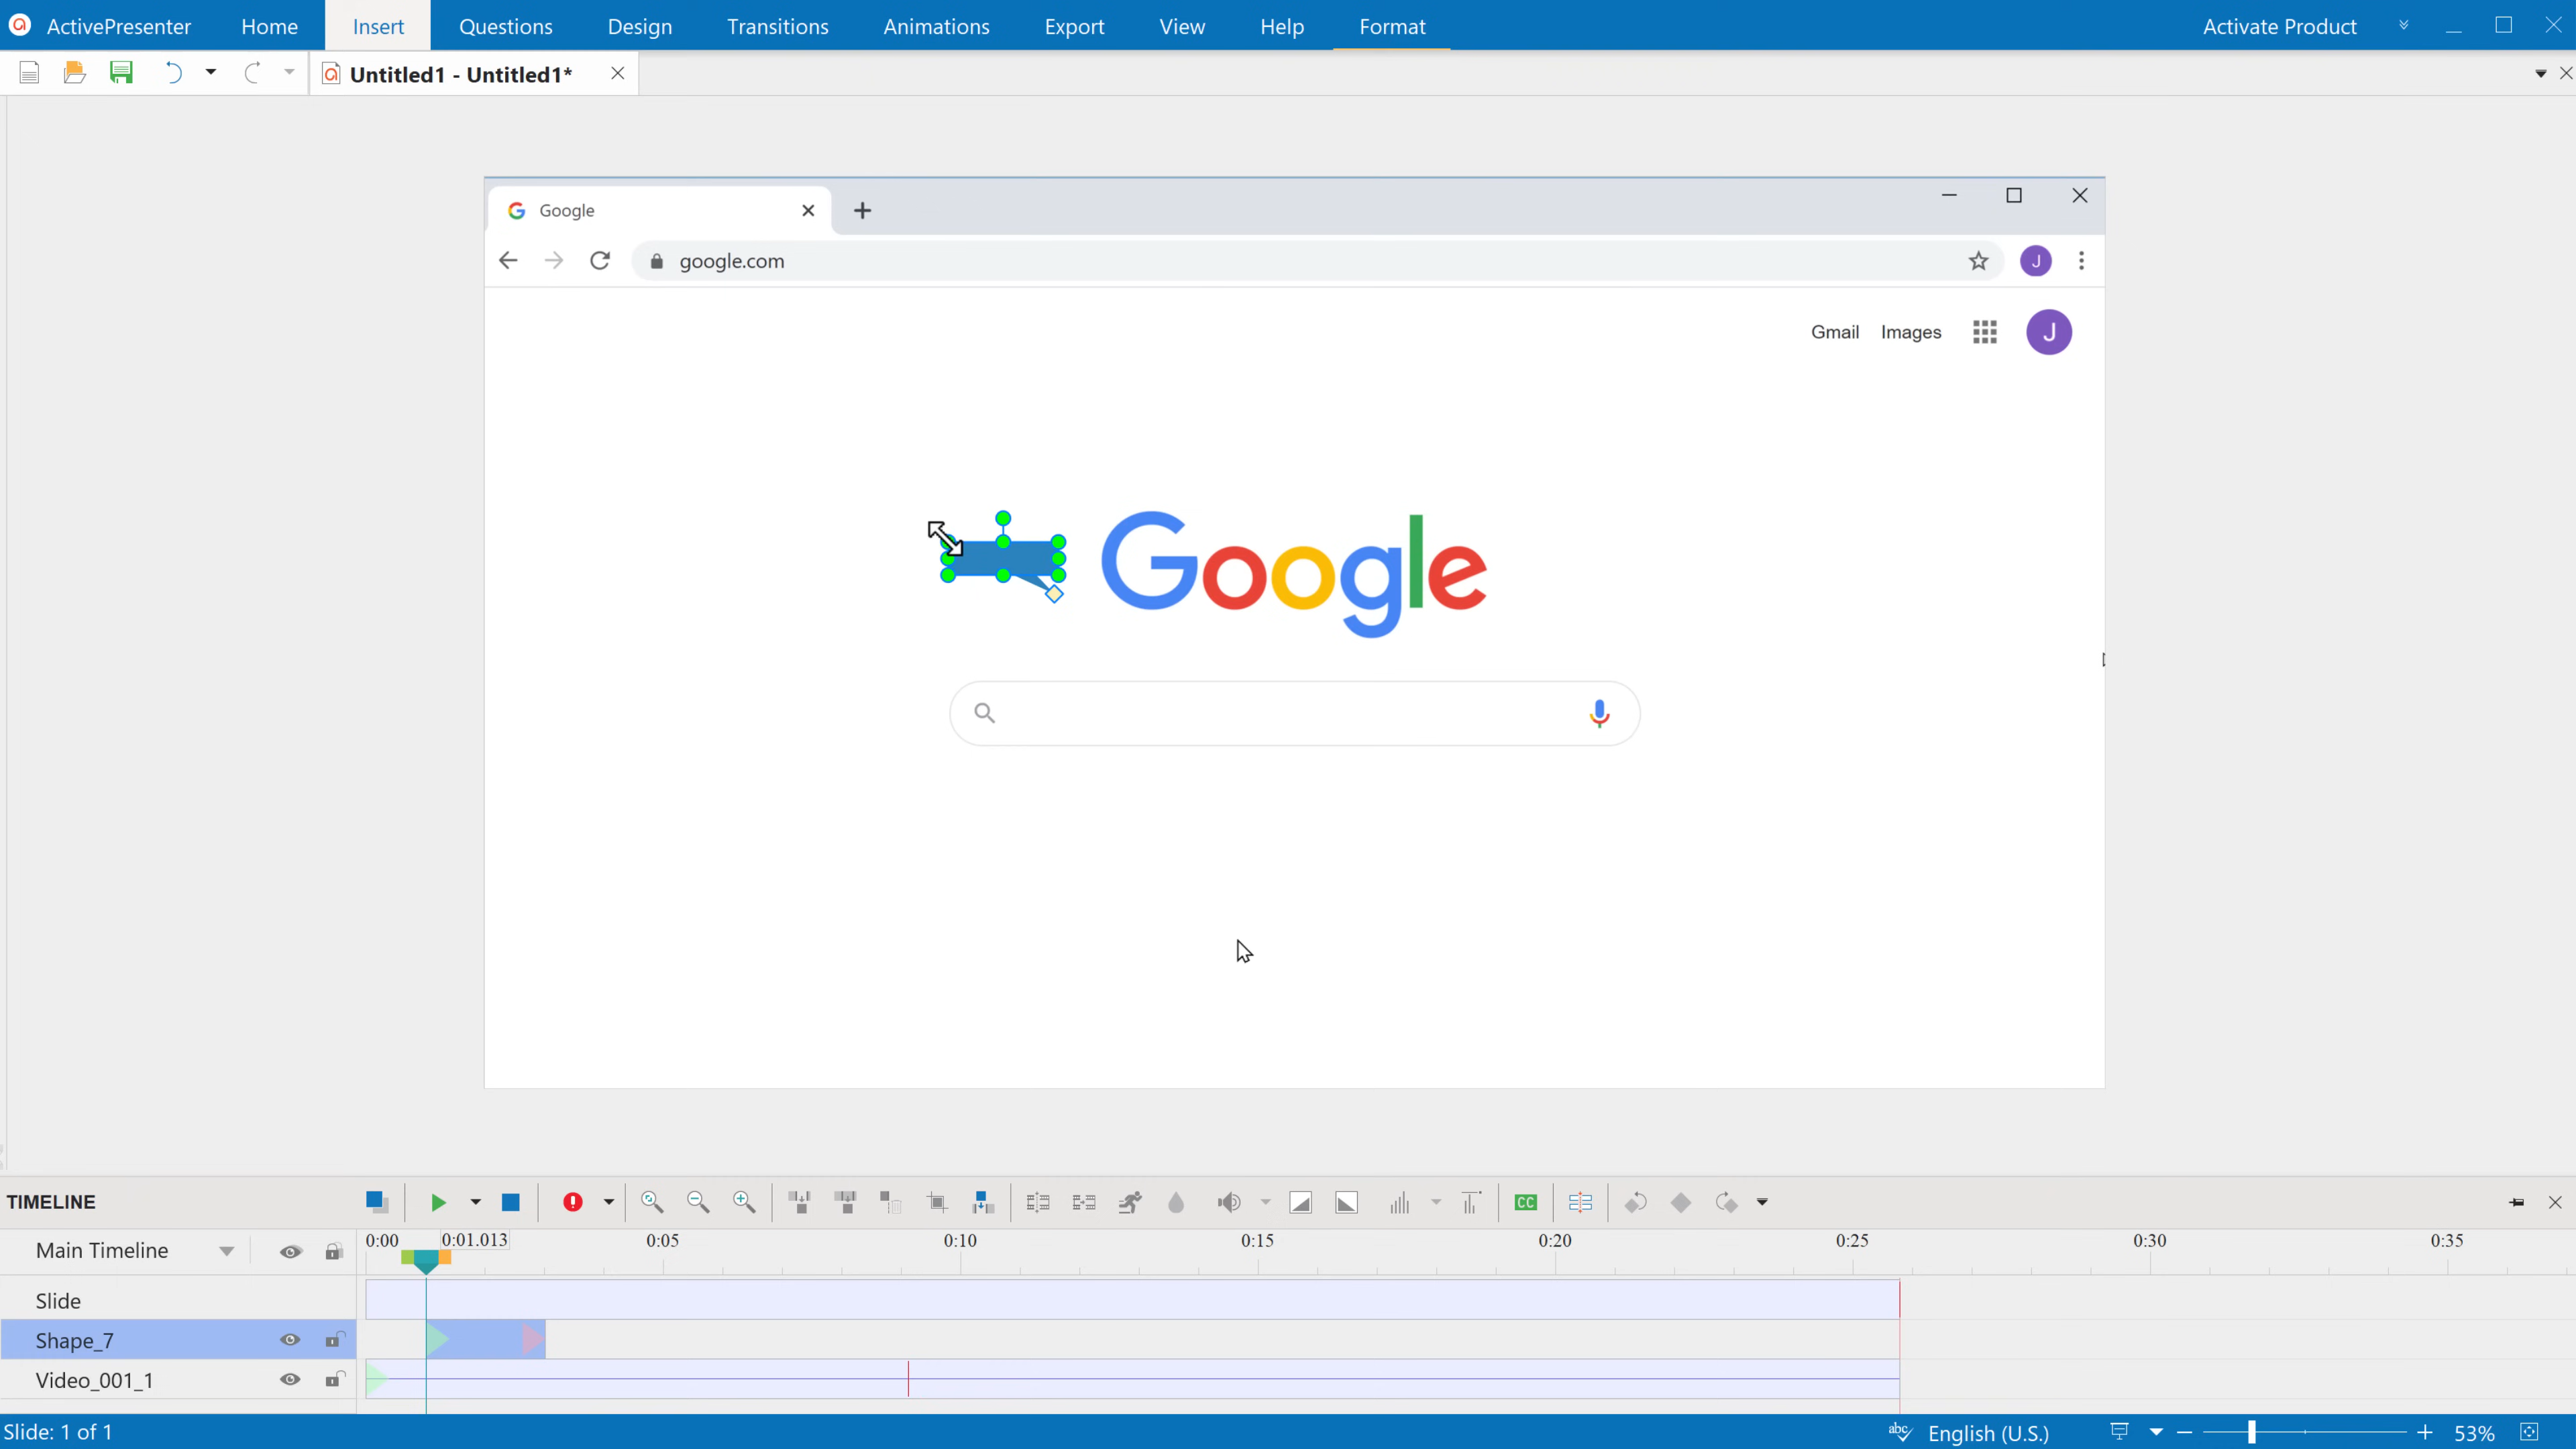 ActivePresenter Home Insert Questions Design Transitions Animations Export View Help Format Activate Product
Untitled1 - Untitled1*
Google
google.com
J
Gmail Images J
Google
TIMELINE
CC
Main Timeline 0:00 0:01.013 0:05 0:10 0:15 0:20 0:25 0:30 0:35
Slide
Shape_7
Video_001_1
Slide: 1 of 1 abc English (U.S.) 53%